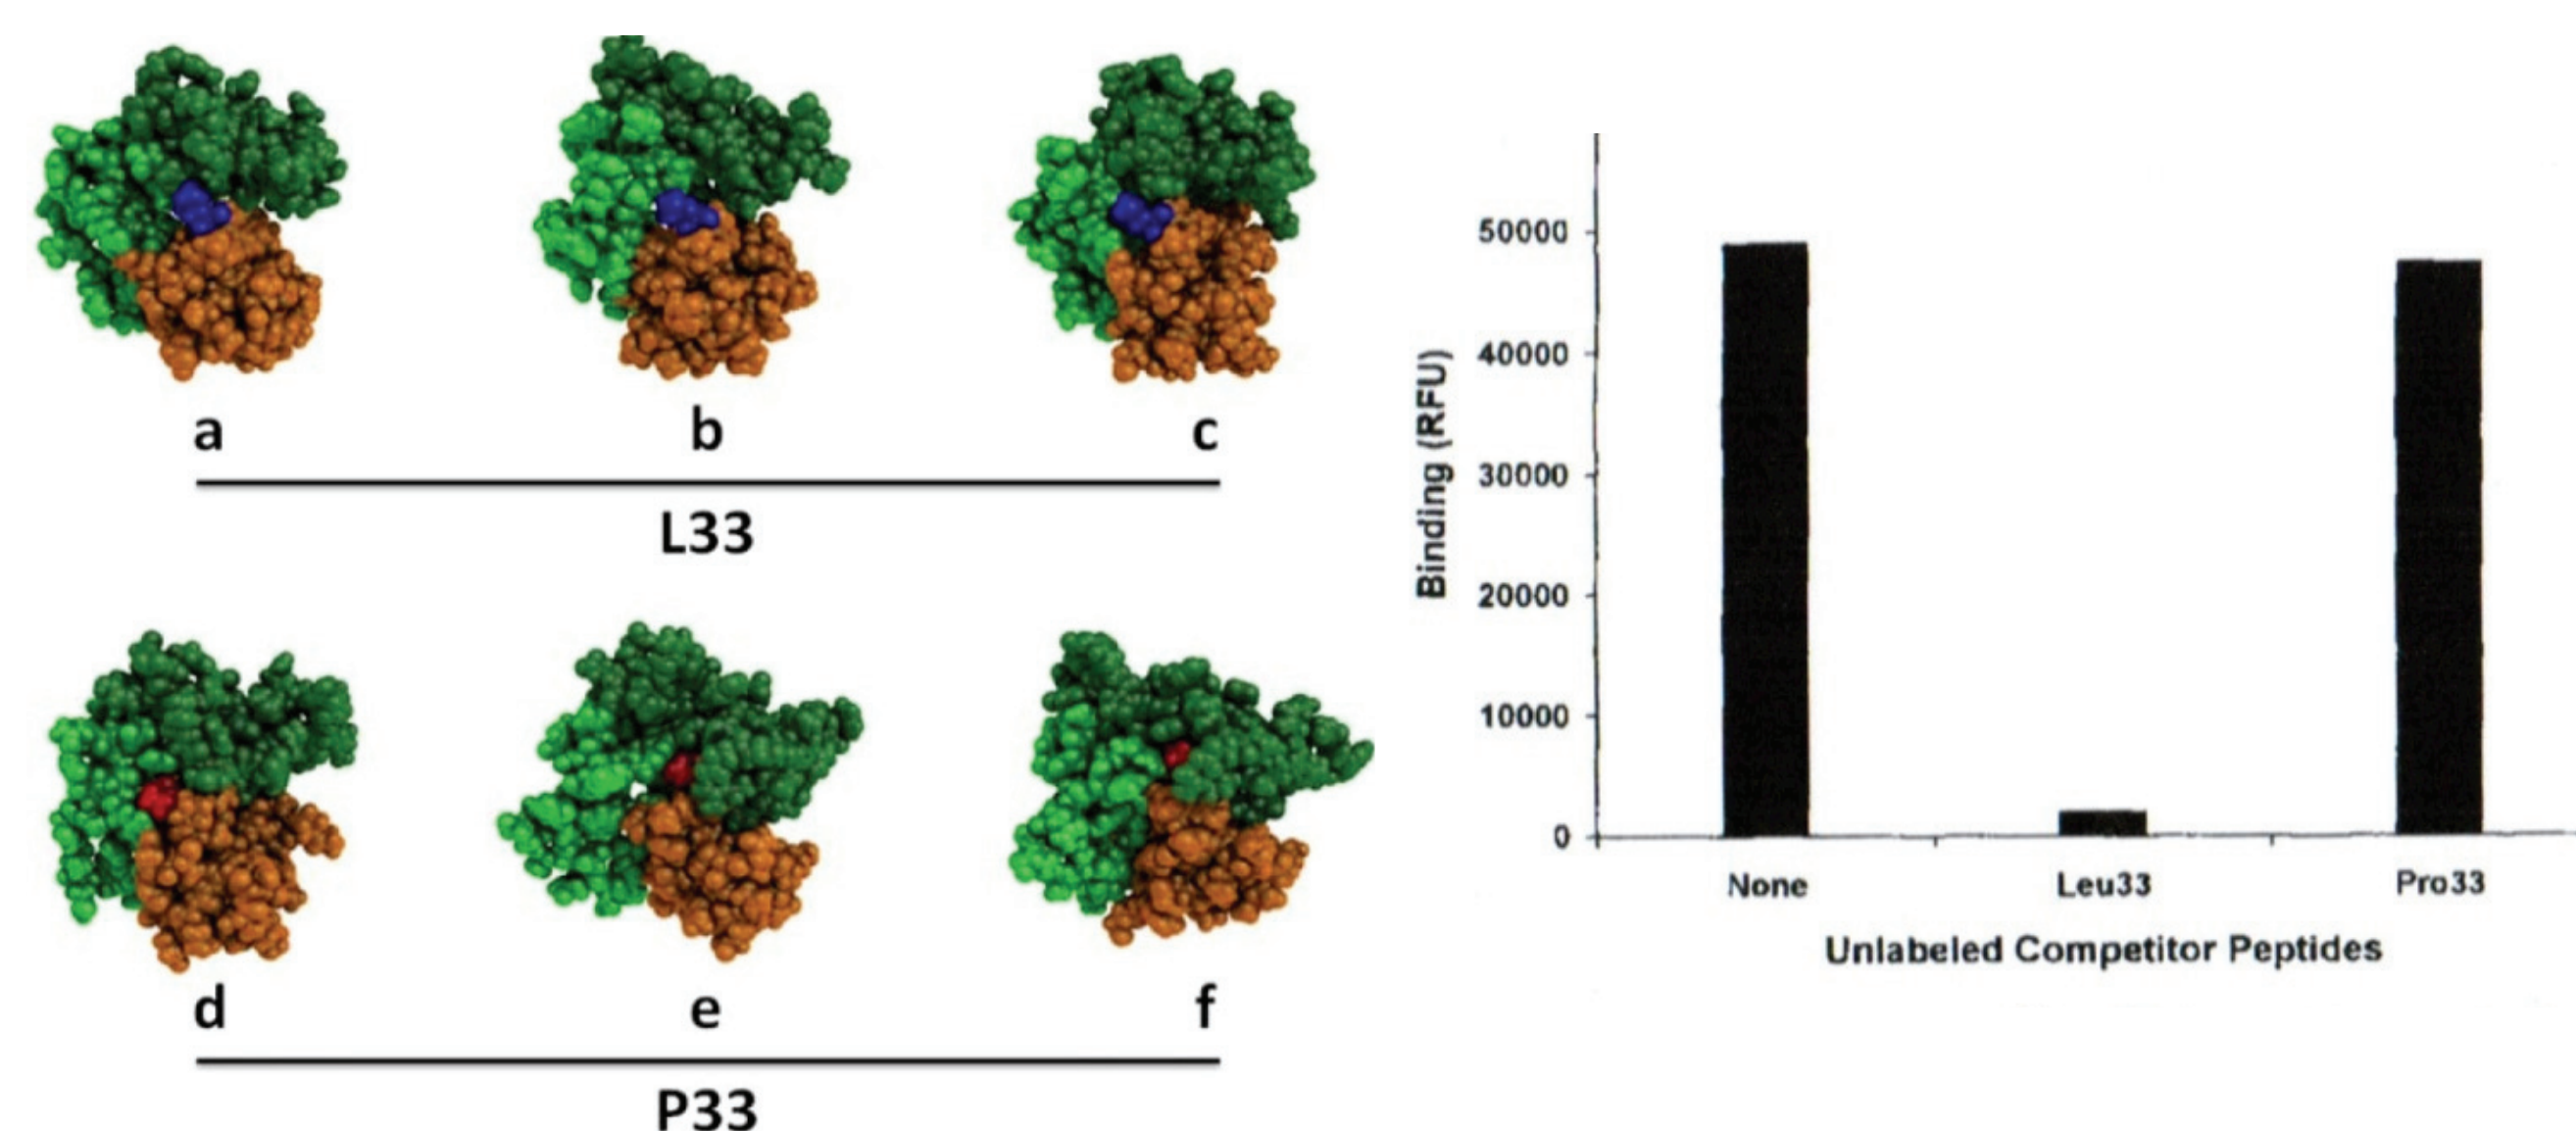 a b c
L33
d e f
P33
Binding (RFU)
50000
40000
30000
20000
10000
0
None Leu33 Pro33
Unlabeled Competitor Peptides